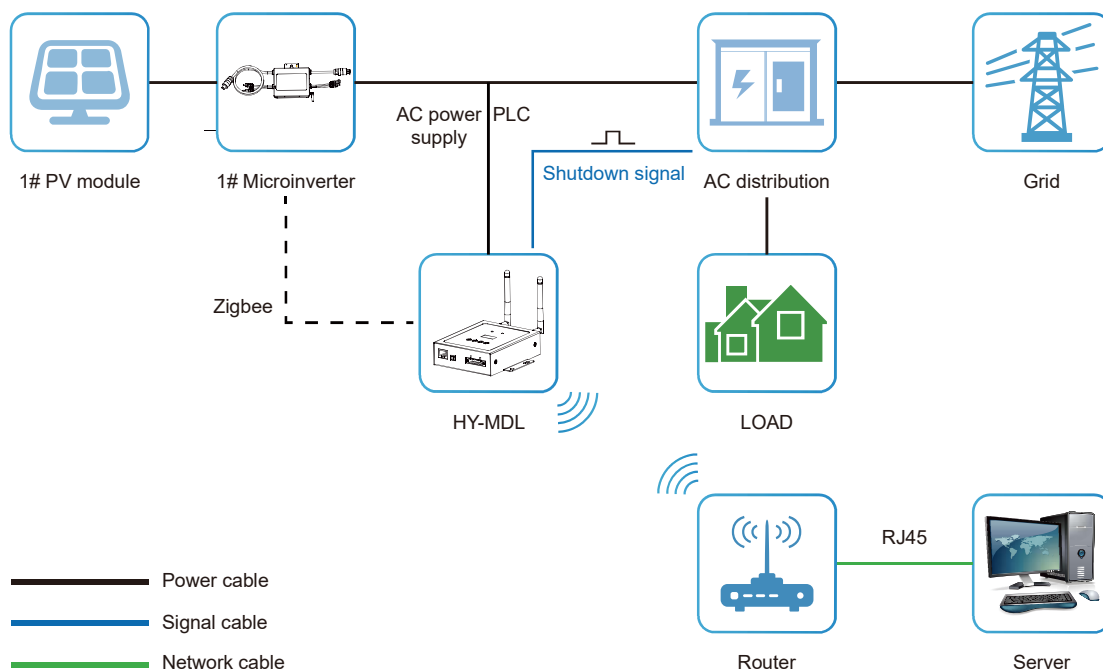 AC power
supply
PLC
Shutdown signal
1# PV module
1# Microinverter
AC distribution
Grid
Zigbee
HY-MDL
LOAD
RJ45
Power cable
Signal cable
Network cable
Router
Server